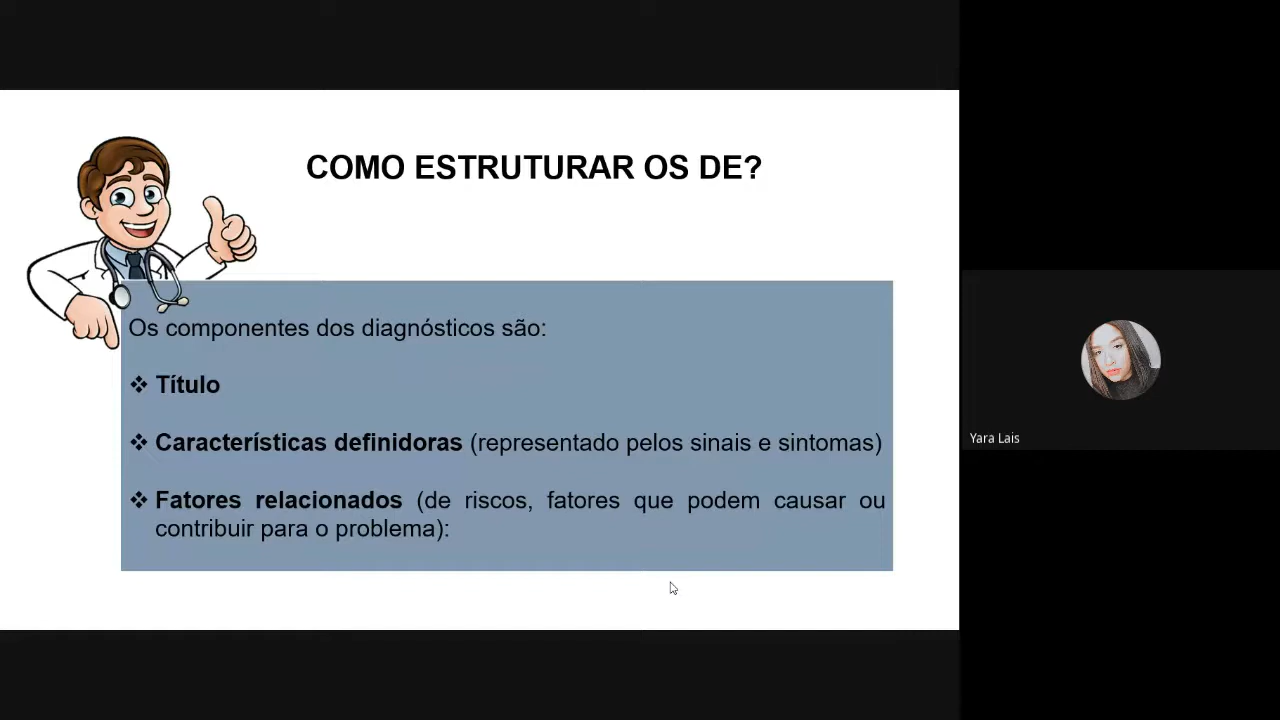 COMO ESTRUTURAR OS DE?
Os componentes dos diagnósticos são:
❖ Título
❖ Características definidoras (representado pelos sinais e sintomas)
❖ Fatores relacionados (de riscos, fatores que podem causar ou
contribuir para o problema):
Yara Lais